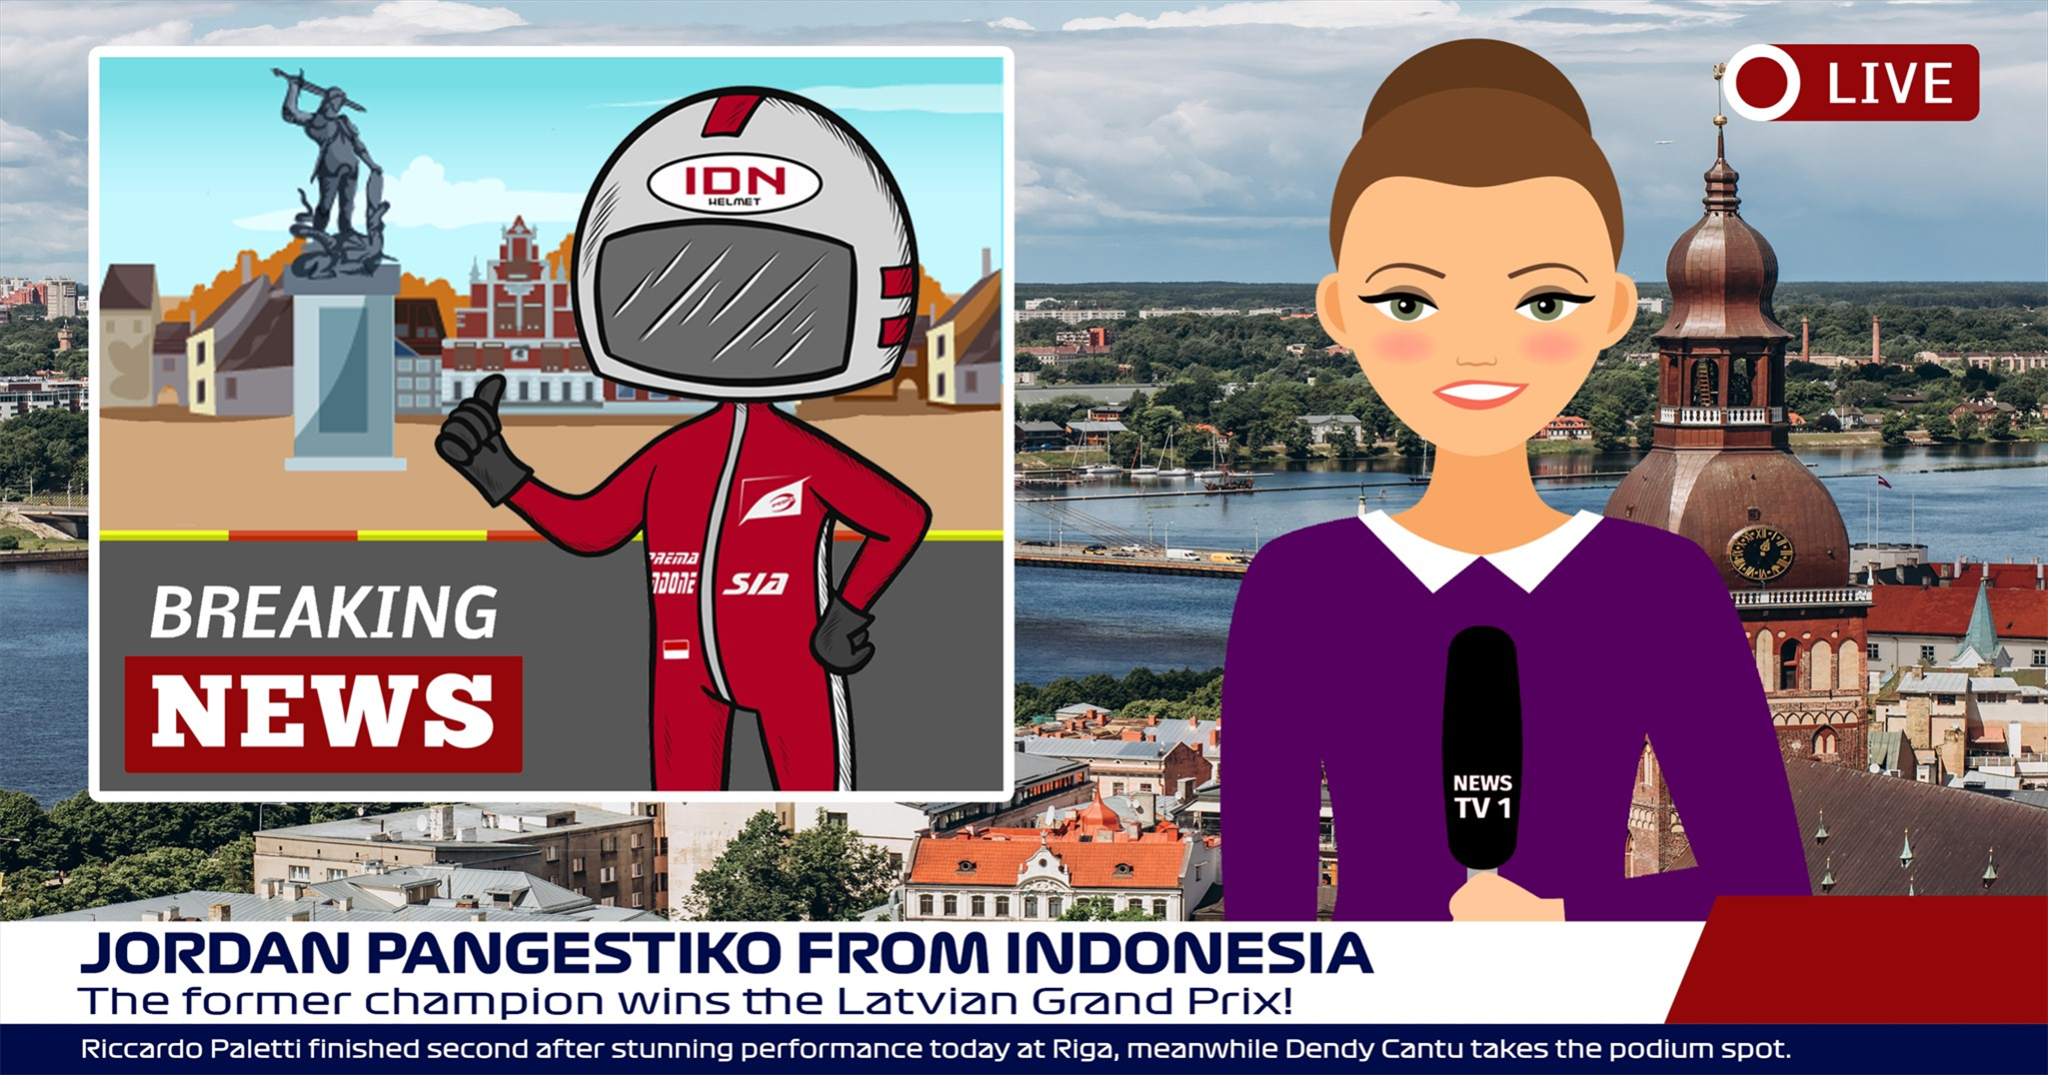 LIVE
IDN
HELMET
PREMA
SIA
BREAKING
NEWS
NEWS
TV 1
JORDAN PANGESTIKO FROM INDONESIA
The former champion wins the Latvian Grand Prix!
Riccardo Paletti finished second after stunning performance today at Riga, meanwhile Dendy Cantu takes the podium spot.